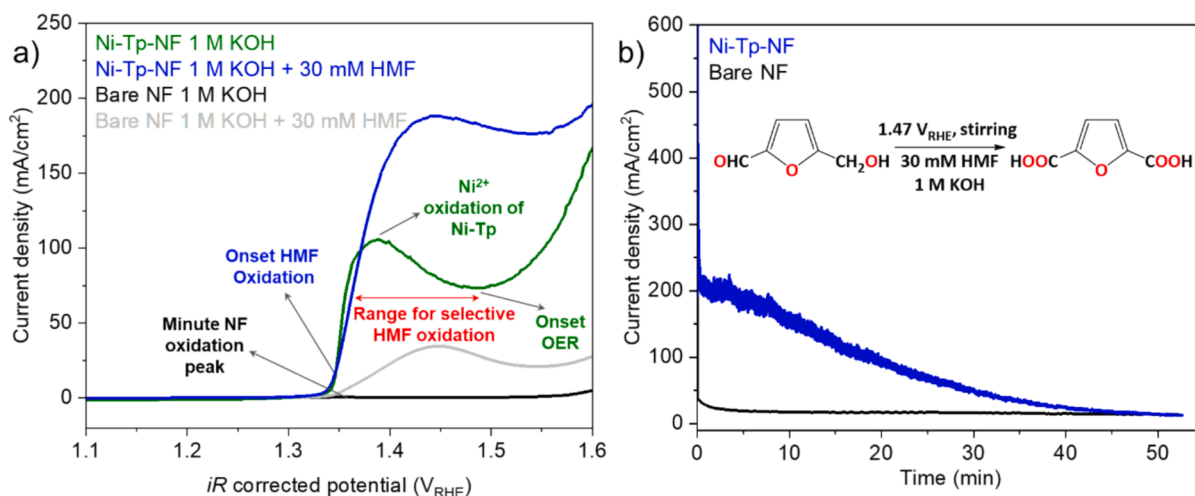 a)
Ni-Tp-NF 1 M KOH
Ni-Tp-NF 1 M KOH + 30 mM HMF
Bare NF 1 M KOH
Bare NF 1 M KOH + 30 mM HMF
Ni²⁺
oxidation of
Ni-Tp
Onset HMF
Oxidation
Range for selective
HMF oxidation
Minute NF
oxidation
peak
Onset
OER
Current density (mA/cm²)
250
200
150
100
50
0
1.1
1.2
1.3
1.4
1.5
1.6
iR corrected potential (V_RHE)
b)
Ni-Tp-NF
Bare NF
OHC
O
CH₂OH
1.47 V_RHE, stirring
30 mM HMF
1 M KOH
HOOC
O
COOH
Current density (mA/cm²)
600
500
400
300
200
100
0
0
10
20
30
40
50
Time (min)